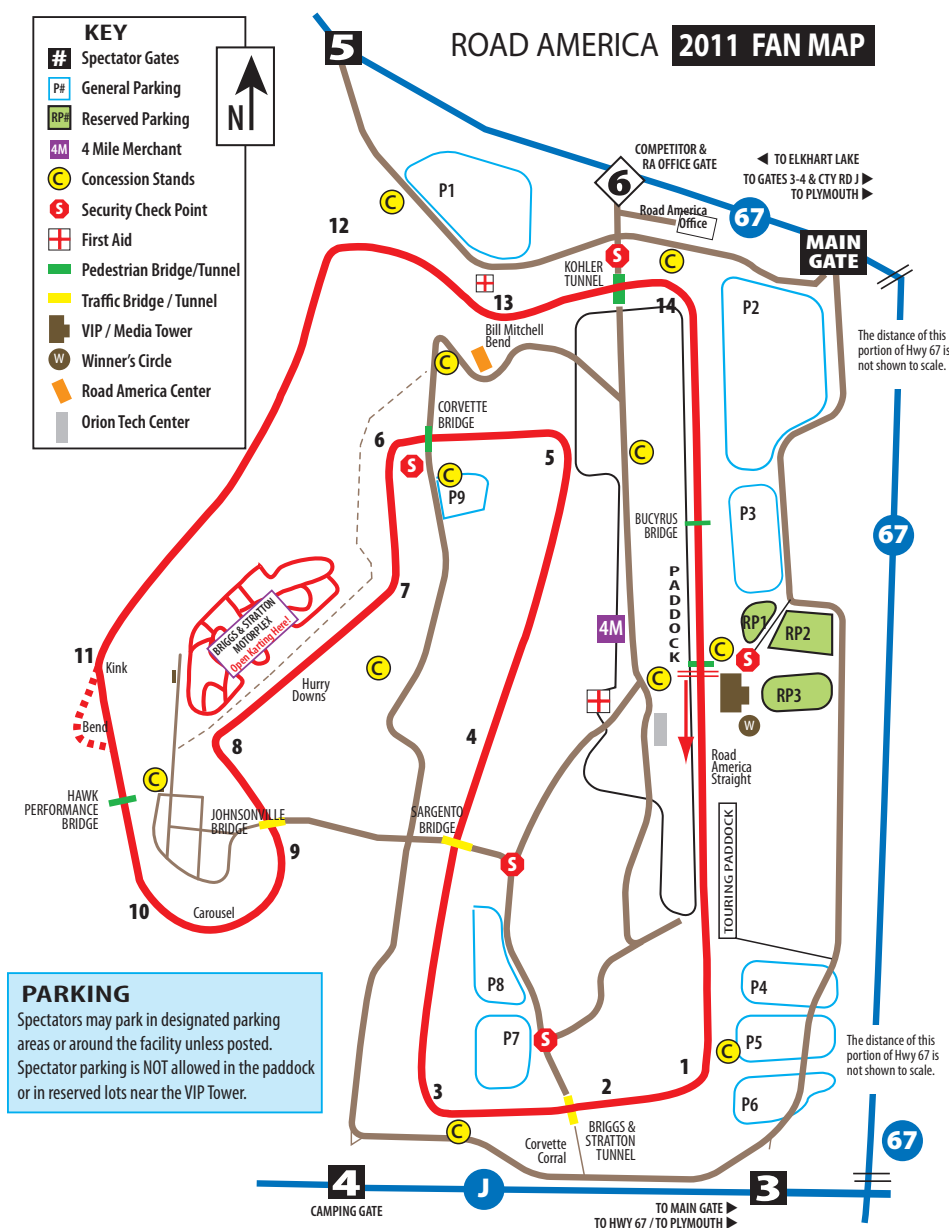 KEY
# Spectator Gates
P# General Parking
RP# Reserved Parking
4M 4 Mile Merchant
C Concession Stands
S Security Check Point
First Aid
Pedestrian Bridge/Tunnel
Traffic Bridge / Tunnel
VIP / Media Tower
W Winner's Circle
Road America Center
Orion Tech Center
N
ROAD AMERICA 2011 FAN MAP
5
COMPETITOR &
RA OFFICE GATE
6
TO ELKHART LAKE
TO GATES 3-4 & CTY RD J
TO PLYMOUTH
67
Road America
Office
MAIN
GATE
P1
C
S
C
KOHLER
TUNNEL
12
13
14
P2
The distance of this
portion of Hwy 67 is
not shown to scale.
Bill Mitchell
Bend
C
CORVETTE
BRIDGE
6
5
S
C
P9
C
P3
BUCYRUS
BRIDGE
67
7
PADDOCK
BRIGGS & STRATTON
MOTORPLEX
Open Karting Here!
4M
RP1
RP2
C
S
11
Kink
C
C
RP3
Hurry
Downs
Bend
4
8
W
Road
America
Straight
C
HAWK
PERFORMANCE
BRIDGE
JOHNSONVILLE
BRIDGE
SARGENTO
BRIDGE
9
S
TOURING PADDOCK
10
Carousel
P8
P4
PARKING
Spectators may park in designated parking
areas or around the facility unless posted.
Spectator parking is NOT allowed in the paddock
or in reserved lots near the VIP Tower.
P7
S
C
P5
The distance of this
portion of Hwy 67 is
not shown to scale.
1
2
3
P6
C
Corvette
Corral
BRIGGS &
STRATTON
TUNNEL
67
4
CAMPING GATE
J
3
TO MAIN GATE
TO HWY 67 / TO PLYMOUTH